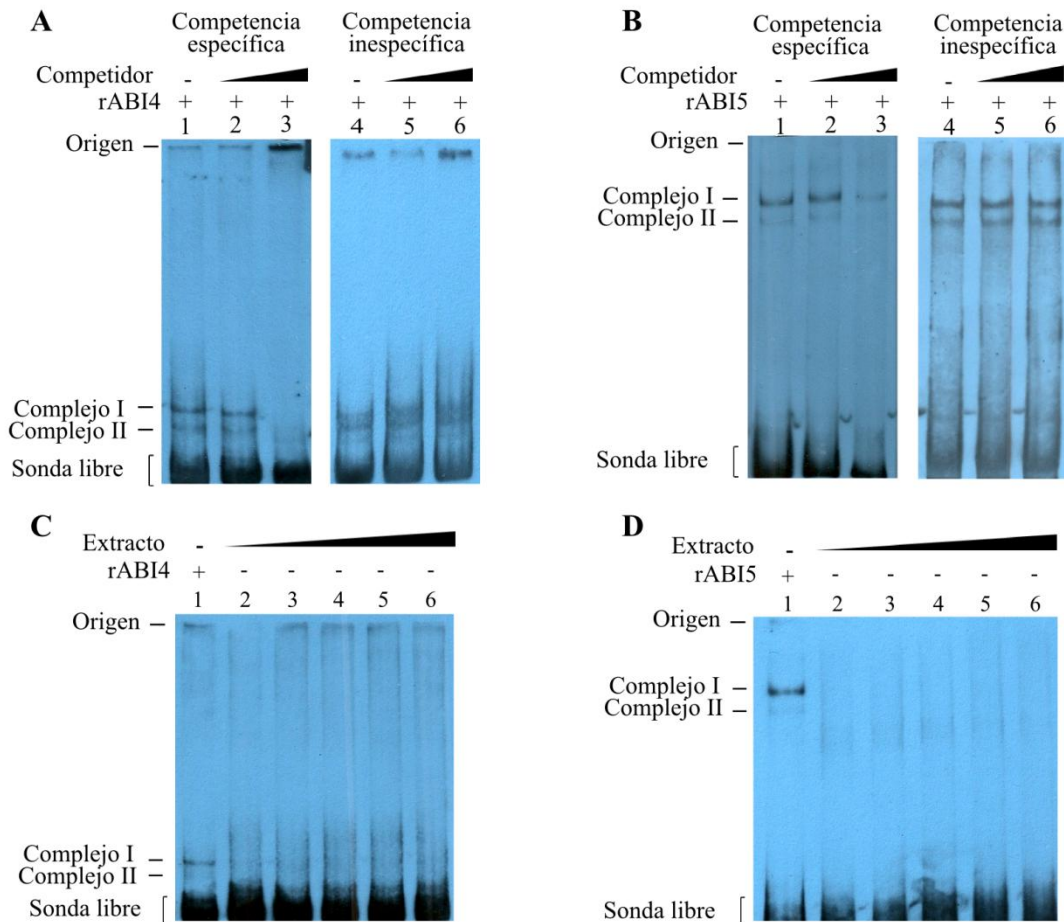 A
Competencia
específica
Competencia
inespecífica
Competidor -
-
rABI4 + + + + + +
1 2 3 4 5 6
Origen
Complejo I
Complejo II
Sonda libre
B
Competencia
específica
Competencia
inespecífica
Competidor -
-
rABI5 + + + + + +
1 2 3 4 5 6
Origen
Complejo I
Complejo II
Sonda libre
C
Extracto -
rABI4 + - - - - -
1 2 3 4 5 6
Origen
Complejo I
Complejo II
Sonda libre
D
Extracto -
rABI5 + - - - - -
1 2 3 4 5 6
Origen
Complejo I
Complejo II
Sonda libre